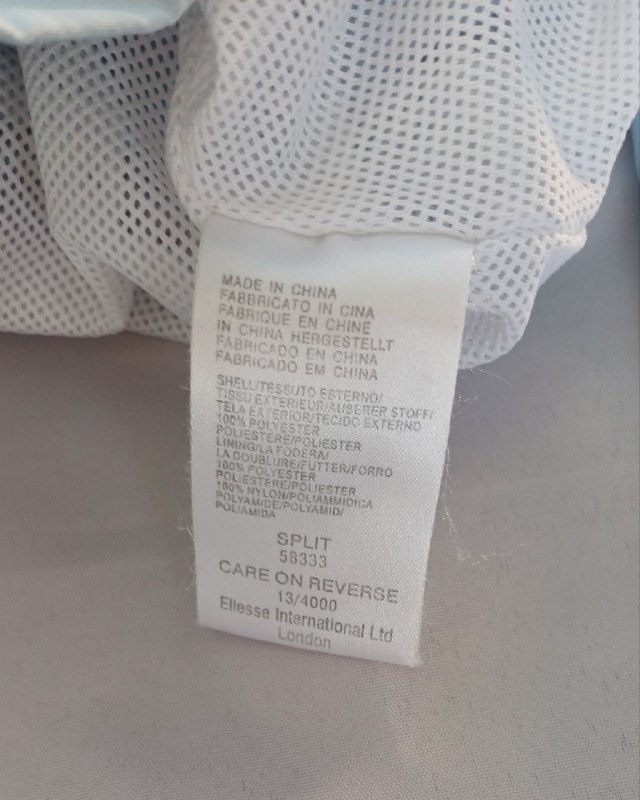 MADE IN CHINA
FABBRICATO IN CINA
FABRIQUE EN CHINE
IN CHINA HERGESTELLT
FABRICADO EN CHINA
FABRICADO EM CHINA
SHELL/TESSUTO ESTERNO/
TISSU EXTERIEUR/AUßERER STOFF/
TELA EXTERIOR/TECIDO EXTERNO
100% POLYESTER
POLIESTERE/POLIESTER
LINING/LA FODERA/
LA DOUBLURE/FUTTER/FORRO
100% POLYESTER
POLIESTERE/POLIESTER
100% NYLON/POLIAMMIDICA
POLYAMIDE/POLYAMID/
POLIAMIDA
SPLIT
58333
CARE ON REVERSE
13/4000
Ellesse International Ltd
London